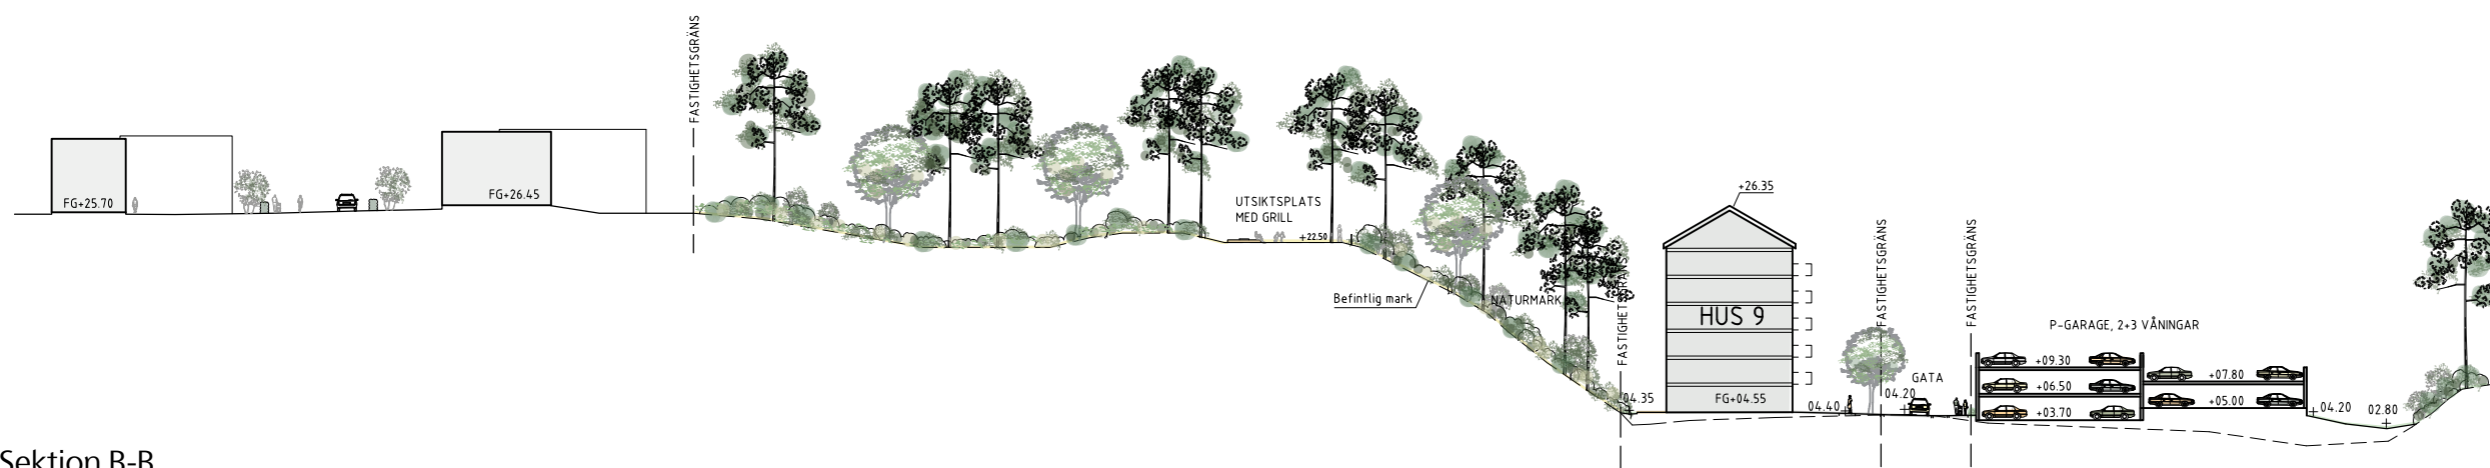 FASTIGHETSGRÄNS
FG+25.70
FG+26.45
UTSIKTSPLATS
MED GRILL
+22.50
Befintlig mark
NATURMARK
FASTIGHETSGRÄNS
04.35
+26.35
HUS 9
FG+04.55
04.40
FASTIGHETSGRÄNS
04.20
GATA
FASTIGHETSGRÄNS
P-GARAGE, 2+3 VÅNINGAR
+09.30
+06.50
+03.70
+07.80
+05.00
04.20
02.80
Sektion B-B